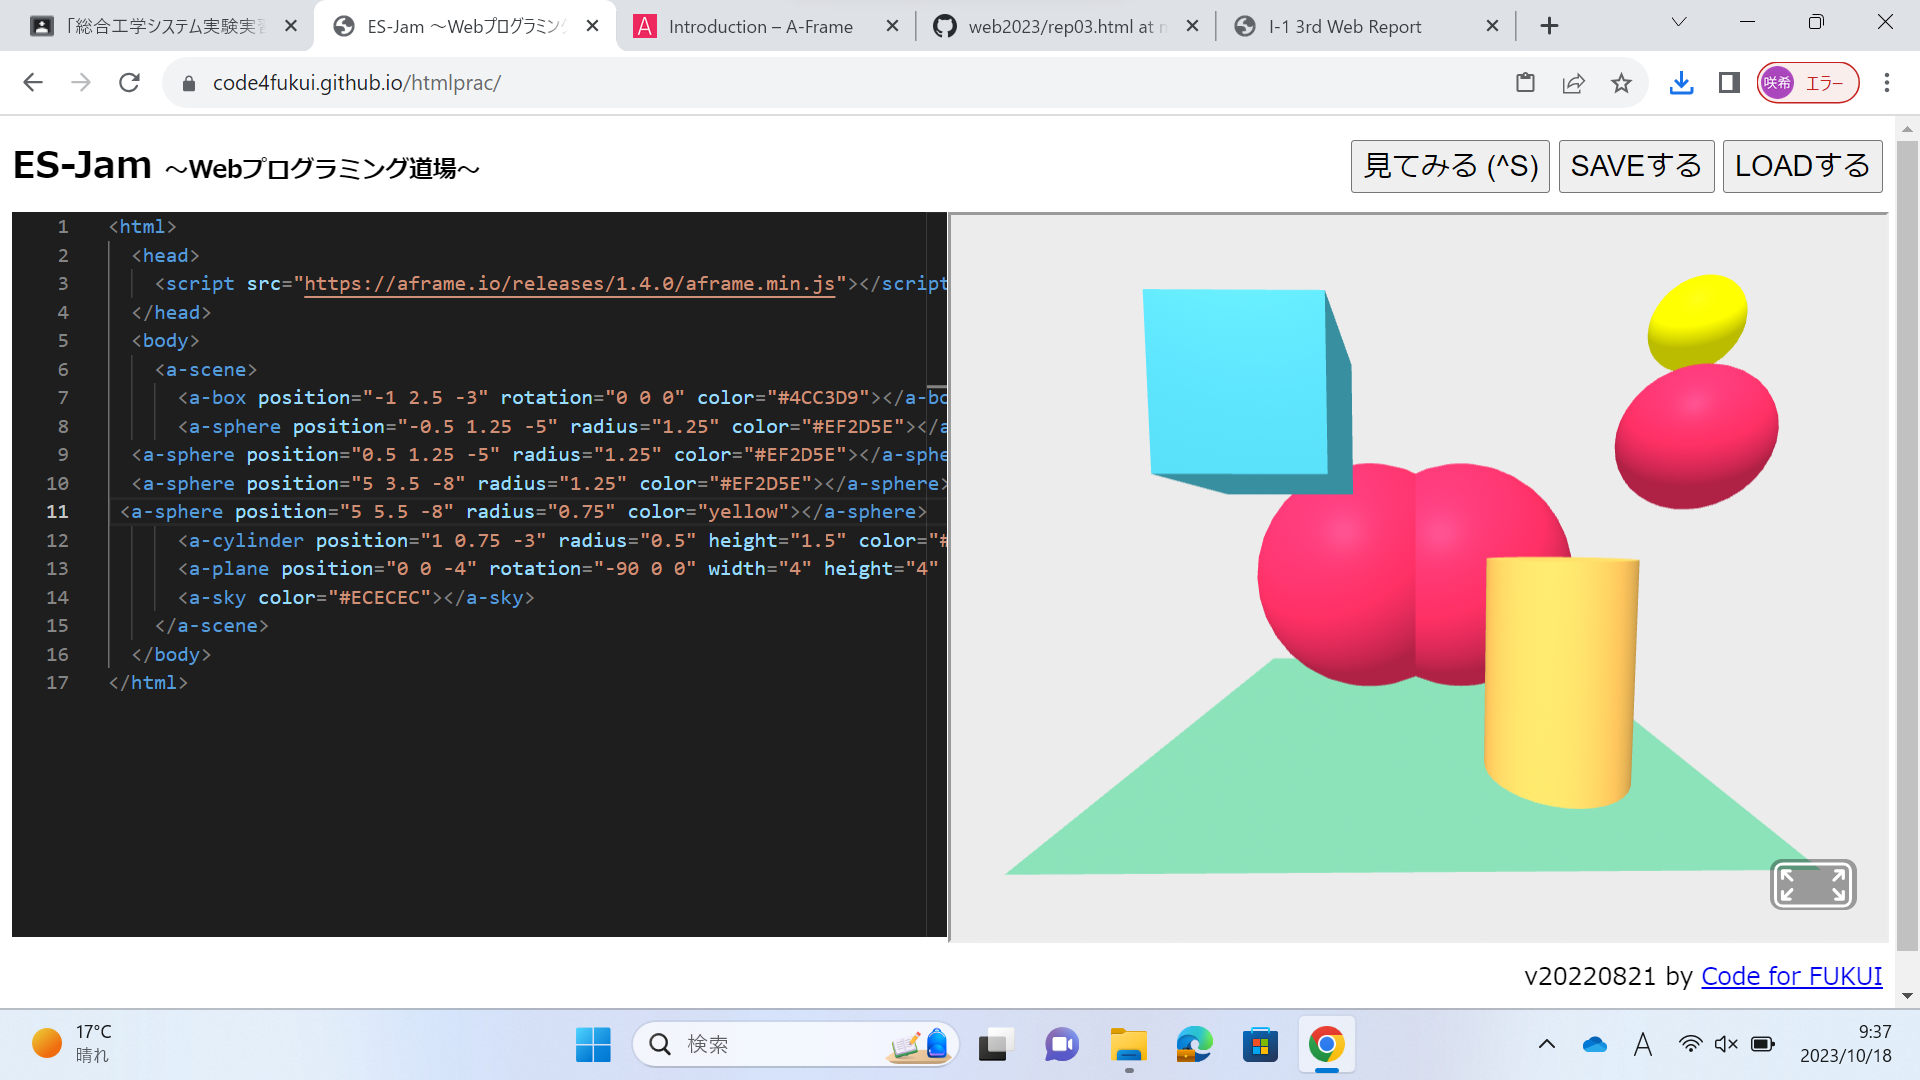 「総合工学システム実験実習
ES-Jam ～Webプログラミン
Introduction – A-Frame
web2023/rep03.html at m
I-1 3rd Web Report
code4fukui.github.io/htmlprac/
咲希 エラー
ES-Jam ～Webプログラミング道場～
見てみる (^S)
SAVEする
LOADする
1 <html>
2 <head>
3 <script src="https://aframe.io/releases/1.4.0/aframe.min.js"></script
4 </head>
5 <body>
6 <a-scene>
7 <a-box position="-1 2.5 -3" rotation="0 0 0" color="#4CC3D9"></a-bo
8 <a-sphere position="-0.5 1.25 -5" radius="1.25" color="#EF2D5E"></a
9 <a-sphere position="0.5 1.25 -5" radius="1.25" color="#EF2D5E"></a-sphe
10 <a-sphere position="5 3.5 -8" radius="1.25" color="#EF2D5E"></a-sphere>
11 <a-sphere position="5 5.5 -8" radius="0.75" color="yellow"></a-sphere>
12 <a-cylinder position="1 0.75 -3" radius="0.5" height="1.5" color="#
13 <a-plane position="0 0 -4" rotation="-90 0 0" width="4" height="4"
14 <a-sky color="#ECECEC"></a-sky>
15 </a-scene>
16 </body>
17 </html>
v20220821 by Code for FUKUI
17°C
晴れ
検索
A
9:37
2023/10/18